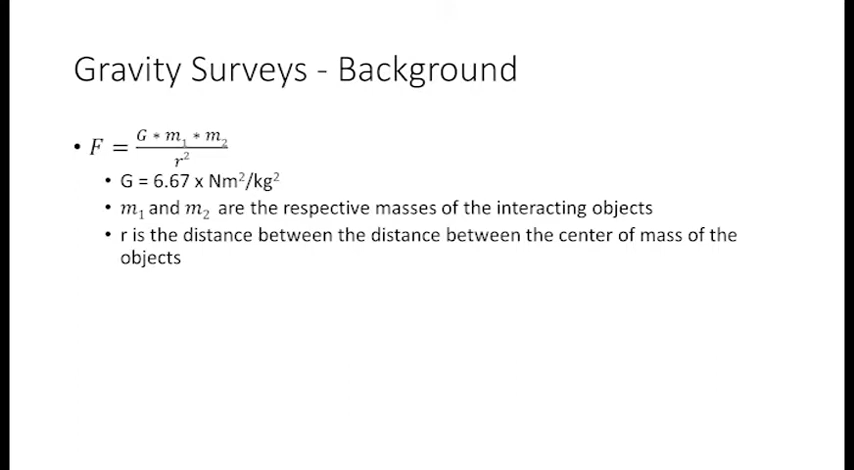 Gravity Surveys - Background
• F = G * m₁ * m₂ / r²
• G = 6.67 x Nm²/kg²
• m₁ and m₂ are the respective masses of the interacting objects
• r is the distance between the distance between the center of mass of the
objects